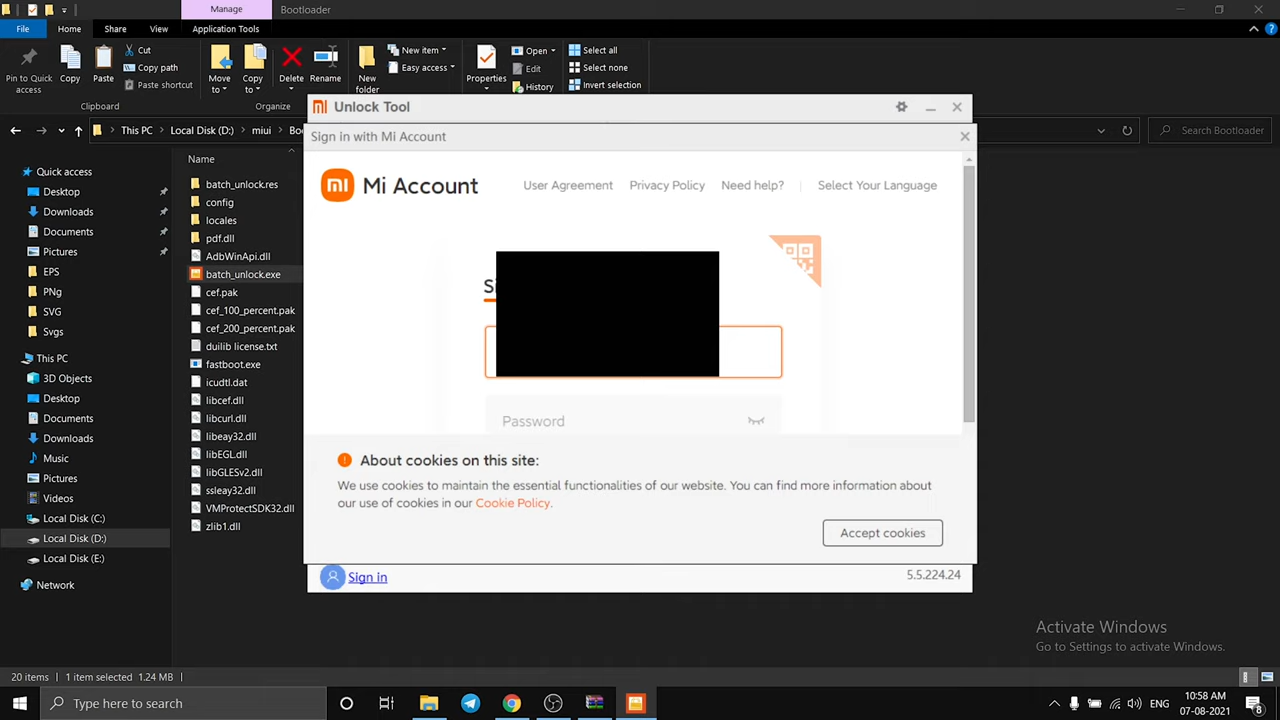 Manage
Bootloader
File
Home
Share
View
Application Tools
Pin to Quick access
Copy
Paste
Cut
Copy path
Paste shortcut
Move to
Copy to
Delete
Rename
New folder
New item
Easy access
Properties
Open
Edit
History
Select all
Select none
Invert selection
Clipboard
Organize
This PC
Local Disk (D:)
miui
Search Bootloader
Quick access
Desktop
Downloads
Documents
Pictures
EPS
PNg
SVG
Svgs
This PC
3D Objects
Desktop
Documents
Downloads
Music
Pictures
Videos
Local Disk (C:)
Local Disk (D:)
Local Disk (E:)
Network
Name
batch_unlock.res
config
locales
pdf.dll
AdbWinApi.dll
batch_unlock.exe
cef.pak
cef_100_percent.pak
cef_200_percent.pak
duilib license.txt
fastboot.exe
icudtl.dat
libcef.dll
libcurl.dll
libeay32.dll
libEGL.dll
libGLESv2.dll
ssleay32.dll
VMProtectSDK32.dll
zlib1.dll
Unlock Tool
Sign in with Mi Account
Mi Account
User Agreement
Privacy Policy
Need help?
Select Your Language
Password
About cookies on this site:
We use cookies to maintain the essential functionalities of our website. You can find more information about
our use of cookies in our Cookie Policy.
Accept cookies
Sign in
5.5.224.24
Activate Windows
Go to Settings to activate Windows.
20 items
1 item selected 1.24 MB
Type here to search
ENG
10:58 AM
07-08-2021
8